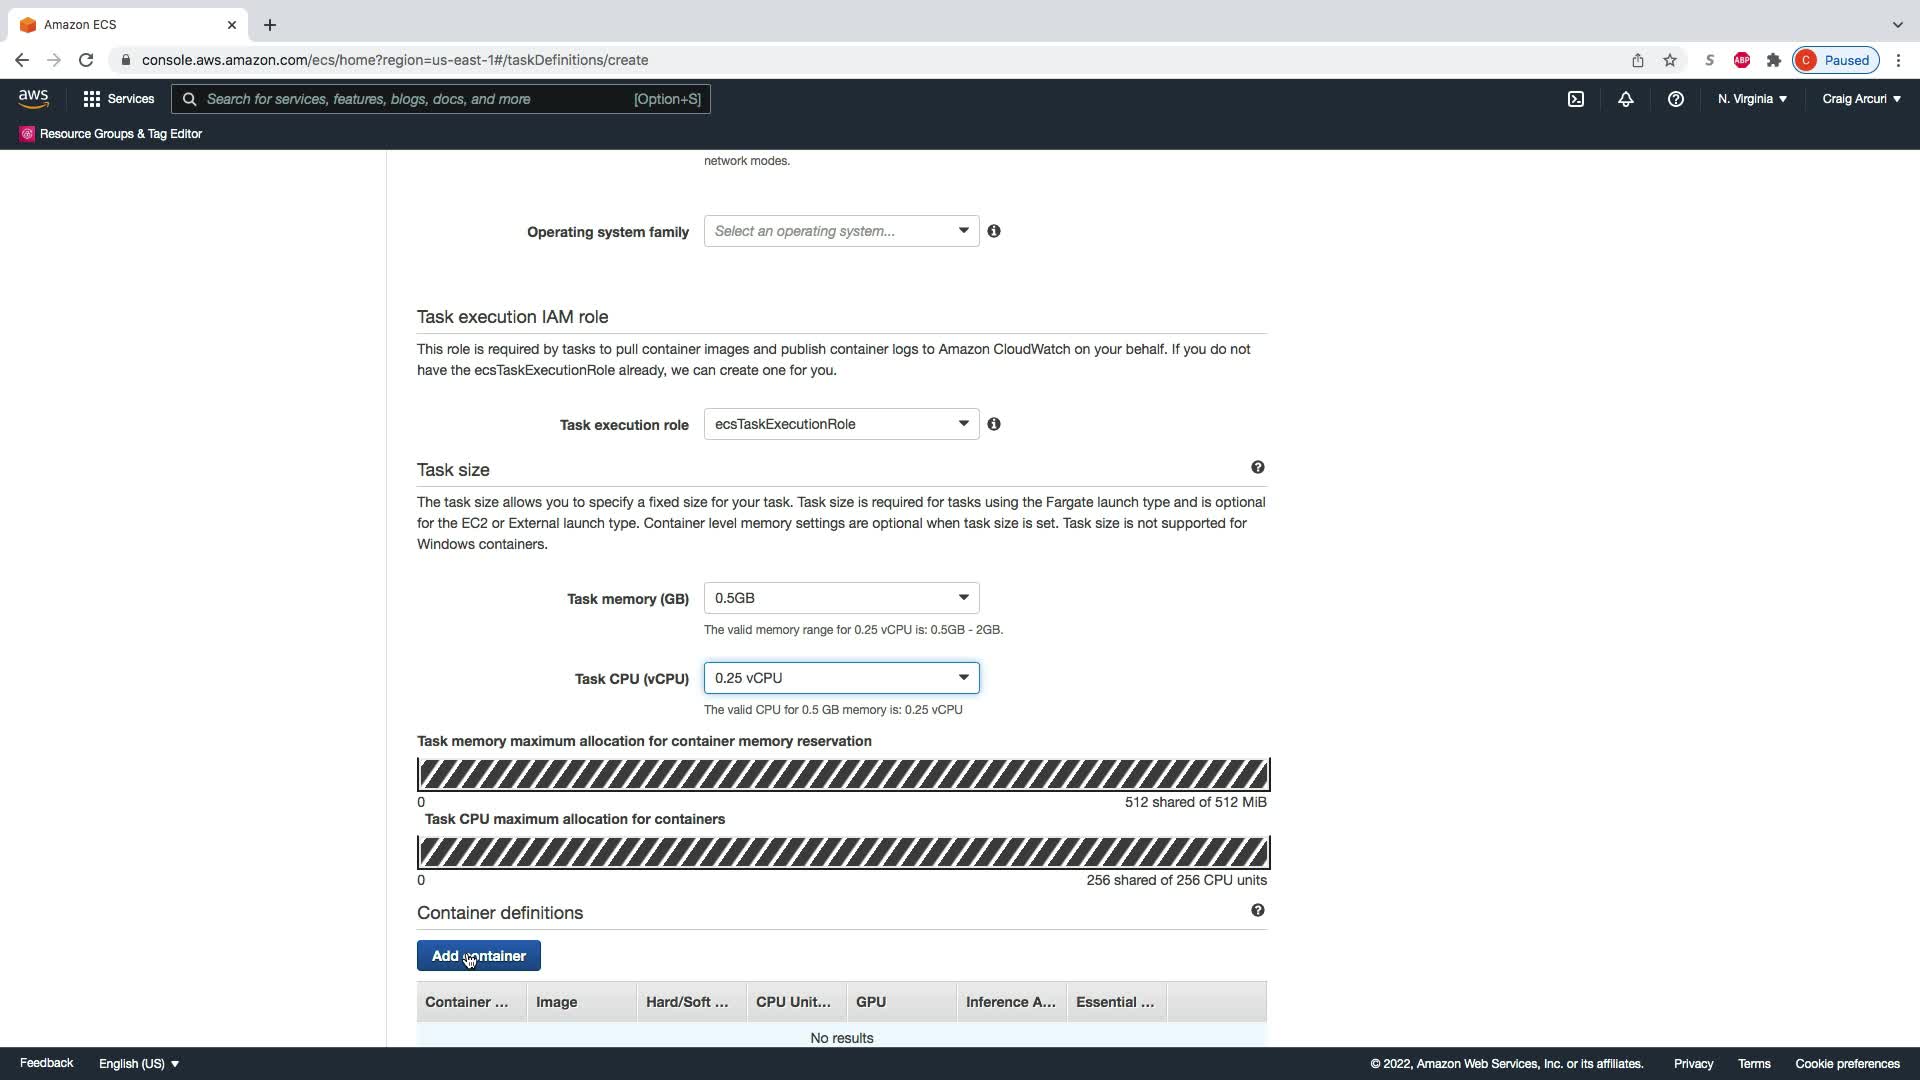 Amazon ECS
console.aws.amazon.com/ecs/home?region=us-east-1#/taskDefinitions/create
S
ABP
C
Paused
aws
Services
Search for services, features, blogs, docs, and more
[Option+S]
N. Virginia
Craig Arcuri
Resource Groups & Tag Editor
network modes.
Operating system family
Select an operating system...
Task execution IAM role
This role is required by tasks to pull container images and publish container logs to Amazon CloudWatch on your behalf. If you do not
have the ecsTaskExecutionRole already, we can create one for you.
Task execution role
ecsTaskExecutionRole
Task size
The task size allows you to specify a fixed size for your task. Task size is required for tasks using the Fargate launch type and is optional
for the EC2 or External launch type. Container level memory settings are optional when task size is set. Task size is not supported for
Windows containers.
Task memory (GB)
0.5GB
The valid memory range for 0.25 vCPU is: 0.5GB - 2GB.
Task CPU (vCPU)
0.25 vCPU
The valid CPU for 0.5 GB memory is: 0.25 vCPU
Task memory maximum allocation for container memory reservation
0
512 shared of 512 MiB
Task CPU maximum allocation for containers
0
256 shared of 256 CPU units
Container definitions
Add container
Container ...
Image
Hard/Soft ...
CPU Unit...
GPU
Inference A...
Essential ...
No results
Feedback
English (US)
© 2022, Amazon Web Services, Inc. or its affiliates.
Privacy
Terms
Cookie preferences